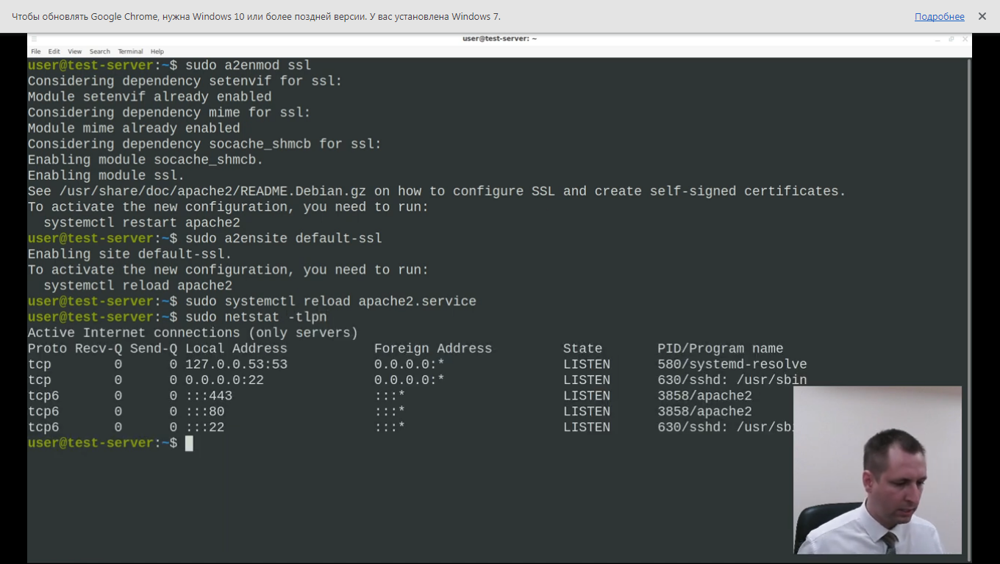 Чтобы обновлять Google Chrome, нужна Windows 10 или более поздней версии. У вас установлена Windows 7. Подробнее
user@test-server: ~
File Edit View Search Terminal Help
user@test-server:~$ sudo a2enmod ssl
Considering dependency setenvif for ssl:
Module setenvif already enabled
Considering dependency mime for ssl:
Module mime already enabled
Considering dependency socache_shmcb for ssl:
Enabling module socache_shmcb.
Enabling module ssl.
See /usr/share/doc/apache2/README.Debian.gz on how to configure SSL and create self-signed certificates.
To activate the new configuration, you need to run:
  systemctl restart apache2
user@test-server:~$ sudo a2ensite default-ssl
Enabling site default-ssl.
To activate the new configuration, you need to run:
  systemctl reload apache2
user@test-server:~$ sudo systemctl reload apache2.service
user@test-server:~$ sudo netstat -tlpn
Active Internet connections (only servers)
Proto Recv-Q Send-Q Local Address           Foreign Address         State       PID/Program name
tcp        0      0 127.0.0.53:53           0.0.0.0:*               LISTEN      580/systemd-resolve
tcp        0      0 0.0.0.0:22              0.0.0.0:*               LISTEN      630/sshd: /usr/sbin
tcp6       0      0 :::443                  :::*                    LISTEN      3858/apache2
tcp6       0      0 :::80                   :::*                    LISTEN      3858/apache2
tcp6       0      0 :::22                   :::*                    LISTEN      630/sshd: /usr/sb
user@test-server:~$